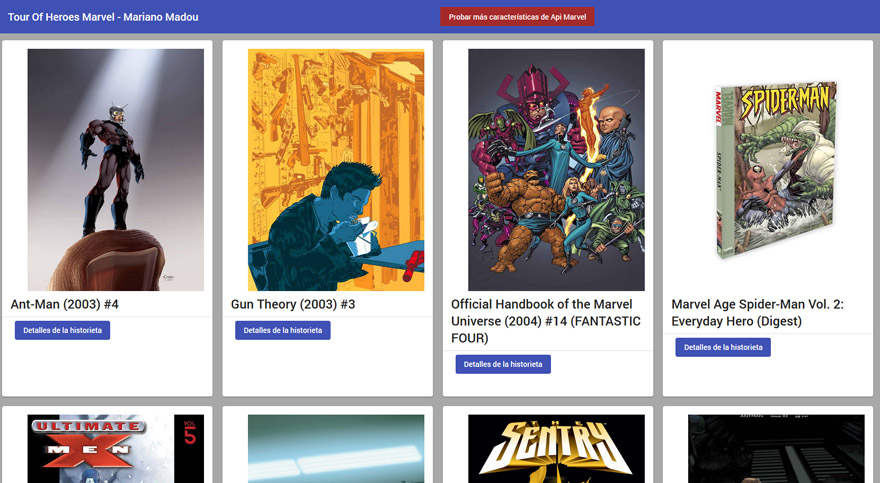 Tour Of Heroes Marvel - Mariano Madou
Probar más características de Api Marvel
MARVEL
SPIDER-MAN
SPIDER-MAN
Ant-Man (2003) #4
Detalles de la historieta
Gun Theory (2003) #3
Detalles de la historieta
Official Handbook of the Marvel
Universe (2004) #14 (FANTASTIC
FOUR)
Detalles de la historieta
Marvel Age Spider-Man Vol. 2:
Everyday Hero (Digest)
Detalles de la historieta
ULTIMATE
X
MEN
VOL
5
THE
SENTRY